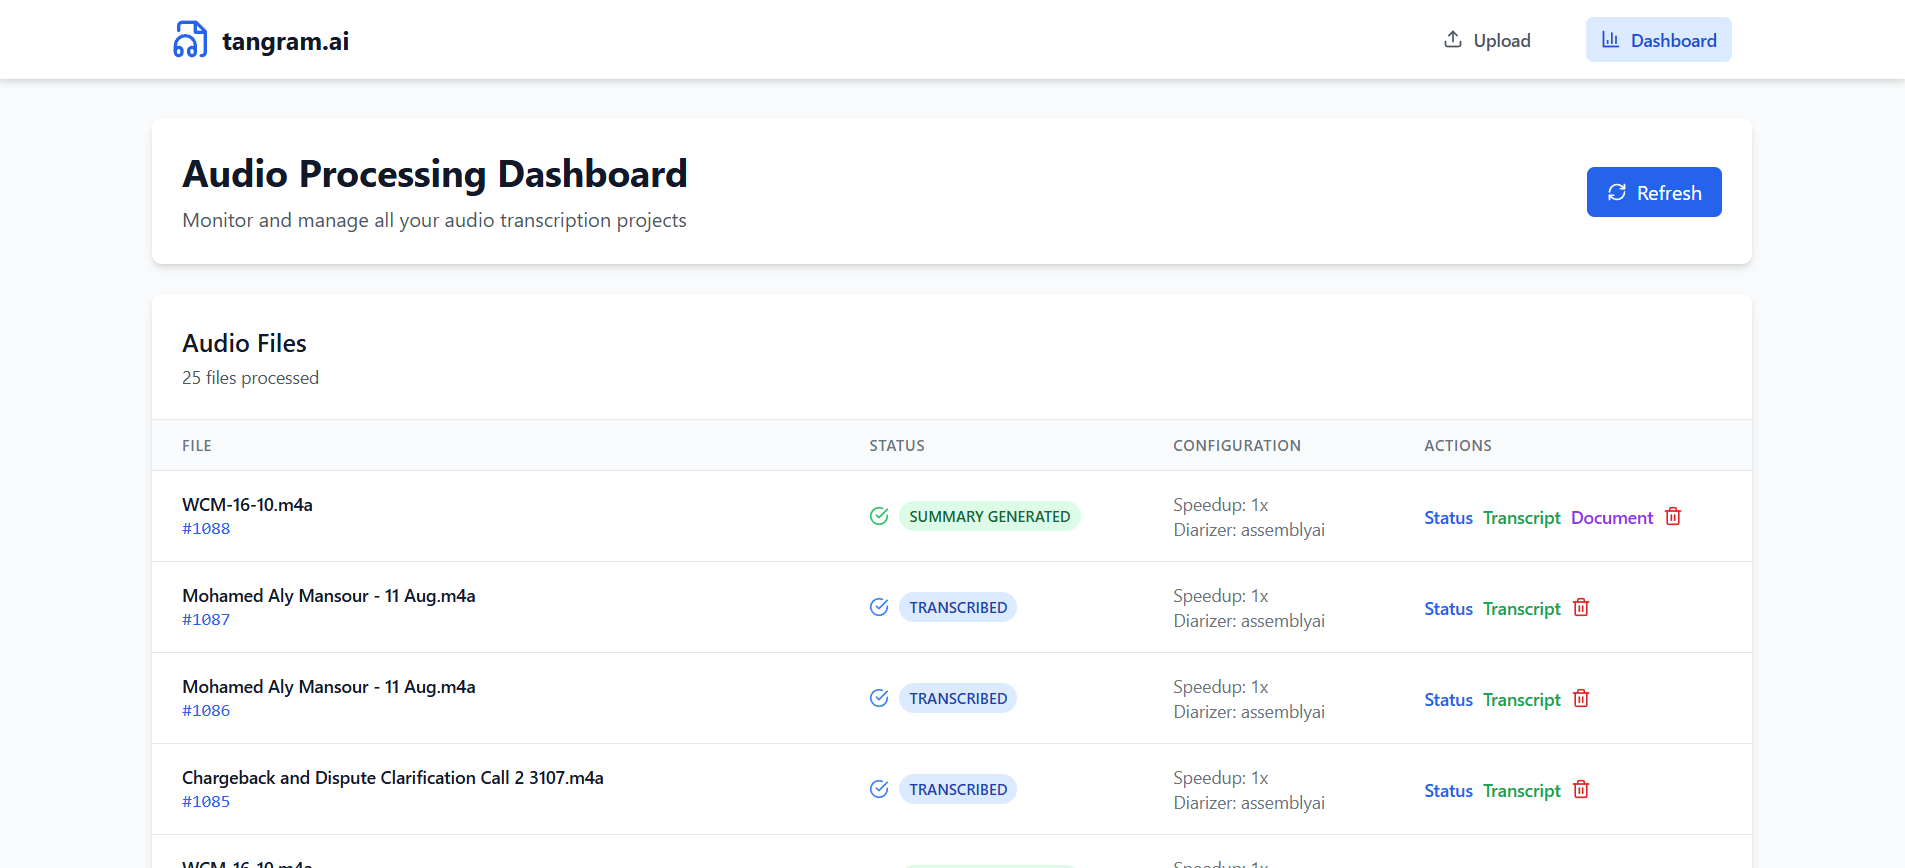 tangram.ai
Upload
Dashboard
Audio Processing Dashboard
Monitor and manage all your audio transcription projects
Refresh
Audio Files
25 files processed
FILE STATUS CONFIGURATION ACTIONS
WCM-16-10.m4a
#1088
SUMMARY GENERATED
Speedup: 1x
Diarizer: assemblyai
Status Transcript Document
Mohamed Aly Mansour - 11 Aug.m4a
#1087
TRANSCRIBED
Speedup: 1x
Diarizer: assemblyai
Status Transcript
Mohamed Aly Mansour - 11 Aug.m4a
#1086
TRANSCRIBED
Speedup: 1x
Diarizer: assemblyai
Status Transcript
Chargeback and Dispute Clarification Call 2 3107.m4a
#1085
TRANSCRIBED
Speedup: 1x
Diarizer: assemblyai
Status Transcript
WCM-16-10.m4a
Speedup: 1x